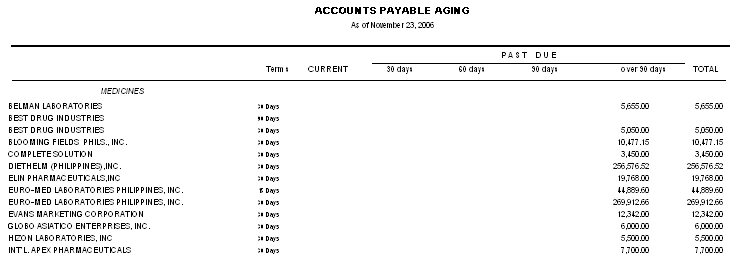 ACCOUNTS PAYABLE AGING
As of November 23, 2006
PAST DUE
Terms CURRENT 30 days 60 days 90 days over 90 days TOTAL
MEDICINES
BELMAN LABORATORIES 30 Days 5,655.00 5,655.00
BEST DRUG INDUSTRIES 90 Days
BEST DRUG INDUSTRIES 30 Days 5,050.00 5,050.00
BLOOMING FIELDS PHILS., INC. 30 Days 10,477.15 10,477.15
COMPLETE SOLUTION 30 Days 3,450.00 3,450.00
DIETHELM (PHILIPPINES),INC. 30 Days 256,576.52 256,576.52
ELIN PHARMACEUTICALS,INC 30 Days 19,768.00 19,768.00
EURO-MED LABORATORIES PHILIPPINES, INC. 15 Days 44,889.60 44,889.60
EURO-MED LABORATORIES PHILIPPINES, INC. 30 Days 269,912.66 269,912.66
EVANS MARKETING CORPORATION 30 Days 12,342.00 12,342.00
GLOBO ASIATICO ENTERPRISES, INC. 30 Days 6,000.00 6,000.00
HIZON LABORATORIES, INC 30 Days 5,500.00 5,500.00
INT'L. APEX PHARMACEUTICALS 30 Days 7,700.00 7,700.00